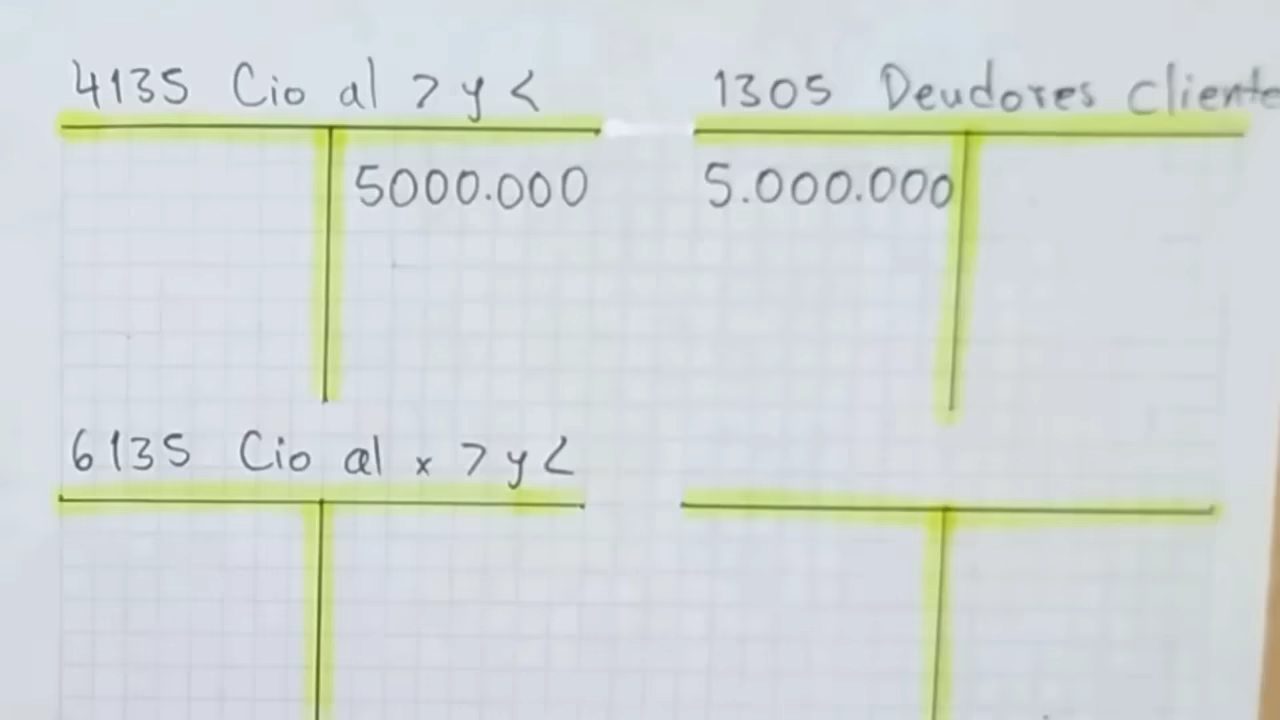 4135 Cio al > y <
1305 Deudores cliente
5000.000
5.000.000
6135 Cio al x > y <